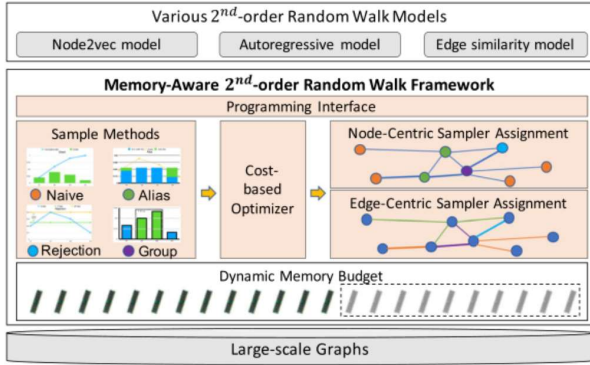 Various 2nd-order Random Walk Models
Node2vec model
Autoregressive model
Edge similarity model
Memory-Aware 2nd-order Random Walk Framework
Programming Interface
Sample Methods
Naive
Alias
Rejection
Group
Cost-
based
Optimizer
Node-Centric Sampler Assignment
Edge-Centric Sampler Assignment
Dynamic Memory Budget
Large-scale Graphs